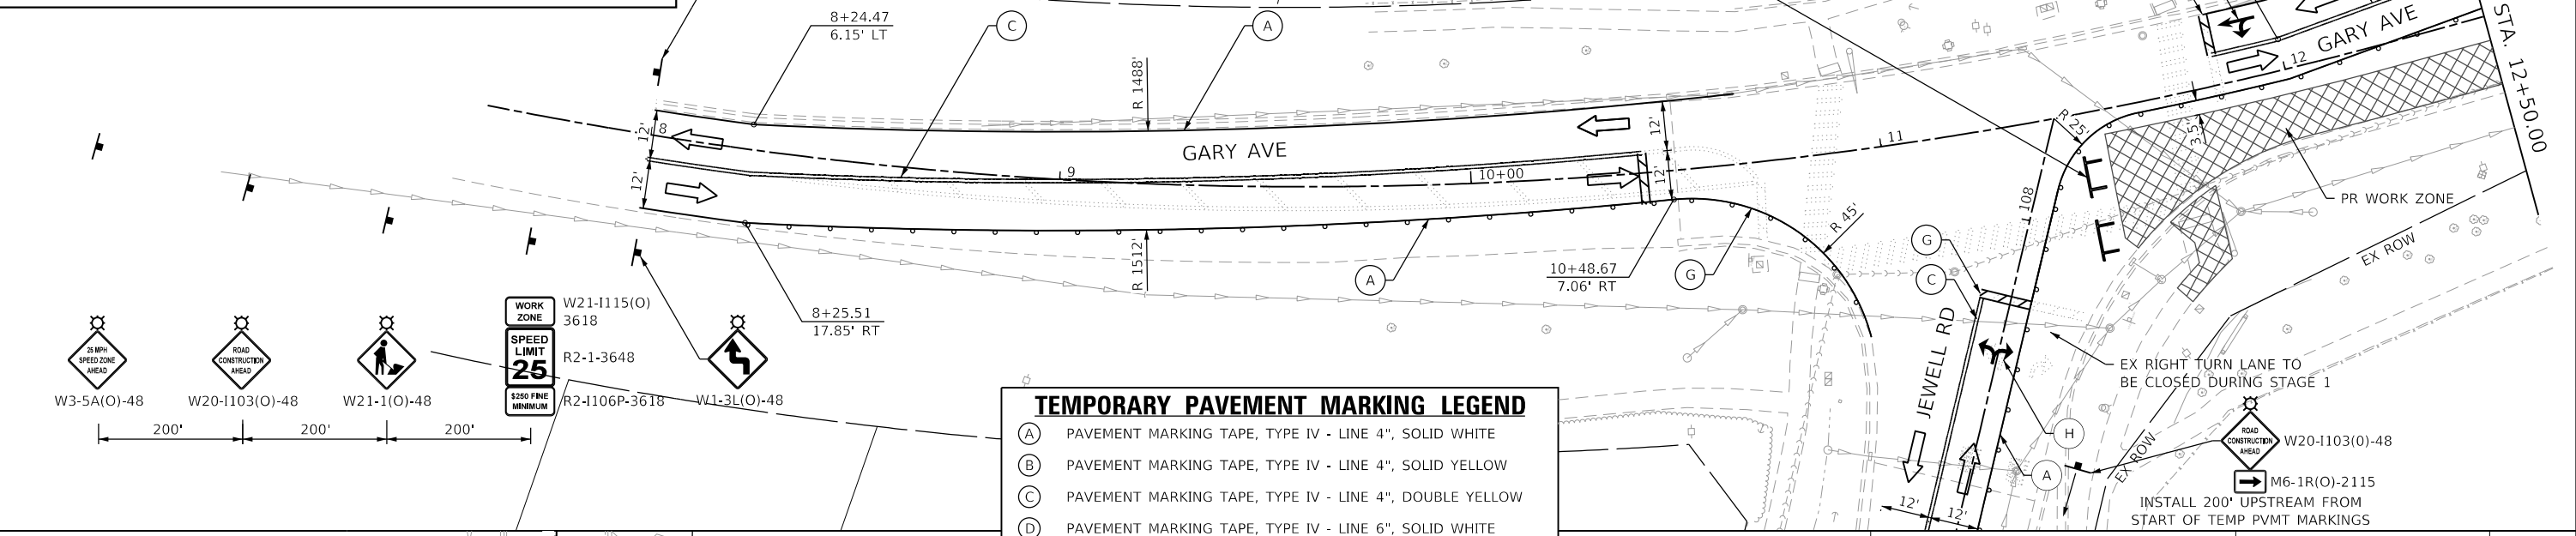 8+24.47
6.15' LT
C
A
R 1488'
GARY AVE
12'
12'
8
9
10+00
12'
12'
11
12
GARY AVE
STA. 12+50.00
R 25'
3.5'
PR WORK ZONE
EX ROW
108
R 45'
R 1512'
A
10+48.67
7.06' RT
G
G
C
8+25.51
17.85' RT
25 MPH
SPEED ZONE
AHEAD
W3-5A(O)-48
ROAD
CONSTRUCTION
AHEAD
W20-I103(O)-48
W21-1(O)-48
WORK
ZONE
W21-I115(O)
3618
SPEED
LIMIT
25
R2-1-3648
$250 FINE
MINIMUM
R2-I106P-3618
W1-3L(O)-48
200'
200'
200'
TEMPORARY PAVEMENT MARKING LEGEND
A PAVEMENT MARKING TAPE, TYPE IV - LINE 4", SOLID WHITE
B PAVEMENT MARKING TAPE, TYPE IV - LINE 4", SOLID YELLOW
C PAVEMENT MARKING TAPE, TYPE IV - LINE 4", DOUBLE YELLOW
D PAVEMENT MARKING TAPE, TYPE IV - LINE 6", SOLID WHITE
JEWELL RD
EX RIGHT TURN LANE TO
BE CLOSED DURING STAGE 1
H
A
EX ROW
12'
12'
ROAD
CONSTRUCTION
AHEAD
W20-I103(0)-48
M6-1R(O)-2115
INSTALL 200' UPSTREAM FROM
START OF TEMP PVMT MARKINGS